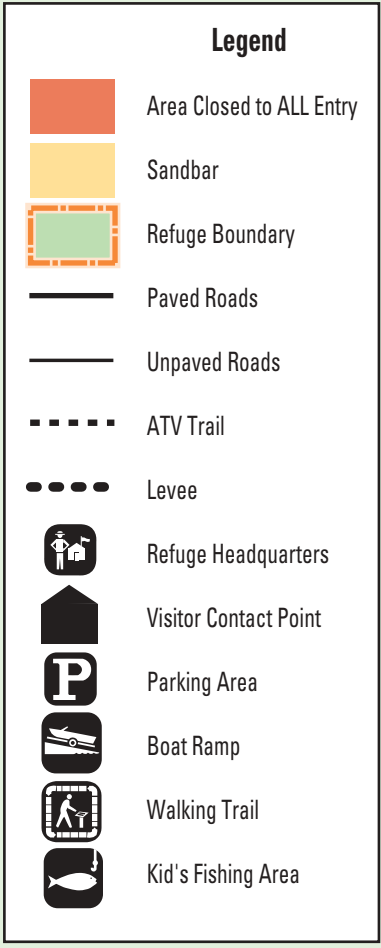 Legend
Area Closed to ALL Entry
Sandbar
Refuge Boundary
Paved Roads
Unpaved Roads
ATV Trail
Levee
Refuge Headquarters
Visitor Contact Point
P
Parking Area
Boat Ramp
Walking Trail
Kid's Fishing Area